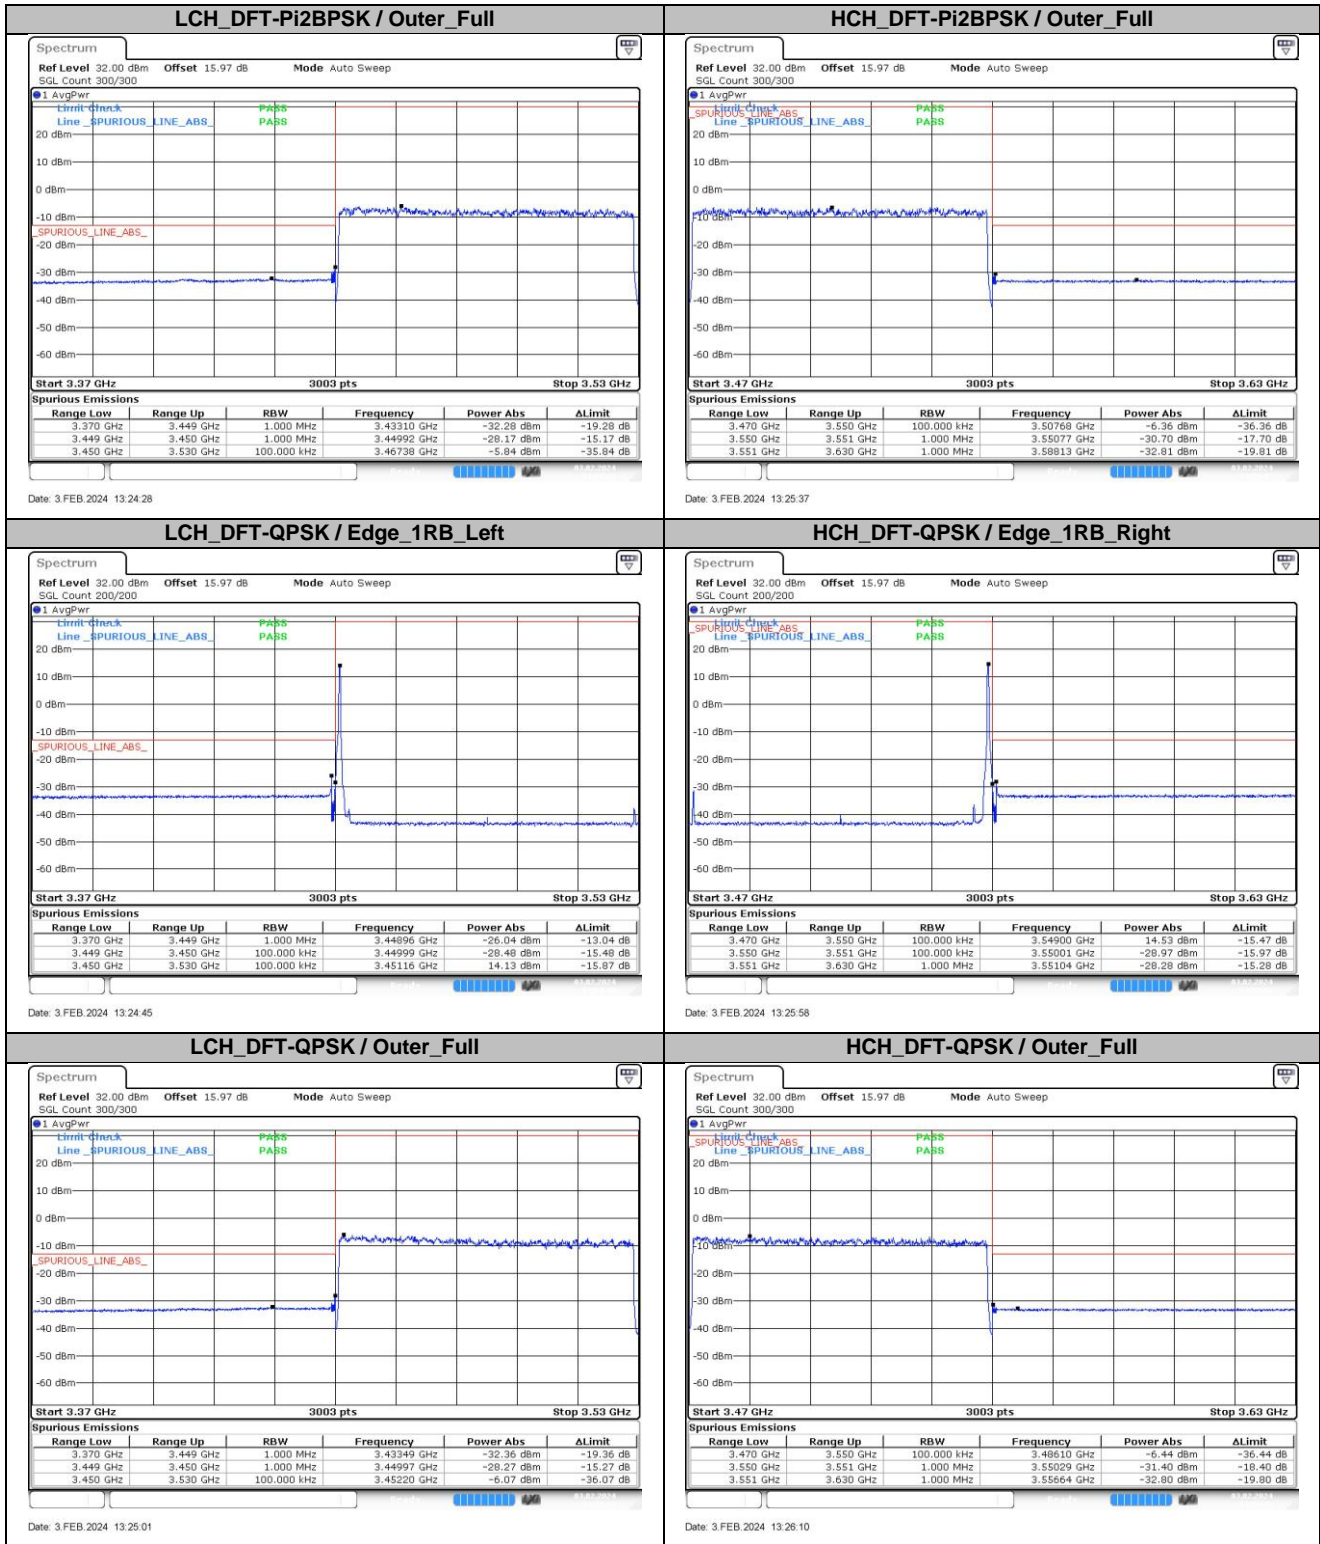 LCH_DFT-Pi2BPSK / Outer_Full
Spectrum
Ref Level 32.00 dBm Offset 15.97 dB Mode Auto Sweep
SGL Count 300/300
1 AvgPwr
Limit Check PASS
Line _SPURIOUS_LINE_ABS_ PASS
20 dBm
10 dBm
0 dBm
-10 dBm
_SPURIOUS_LINE_ABS_
-20 dBm
-30 dBm
-40 dBm
-50 dBm
-60 dBm
Start 3.37 GHz 3003 pts Stop 3.53 GHz
Spurious Emissions
Range Low Range Up RBW Frequency Power Abs ΔLimit
3.370 GHz 3.449 GHz 1.000 MHz 3.43310 GHz -32.28 dBm -19.28 dB
3.449 GHz 3.450 GHz 1.000 MHz 3.44992 GHz -28.17 dBm -15.17 dB
3.450 GHz 3.530 GHz 100.000 kHz 3.46738 GHz -5.84 dBm -35.84 dB
Date: 3.FEB.2024 13:24:28
HCH_DFT-Pi2BPSK / Outer_Full
Spectrum
Ref Level 32.00 dBm Offset 15.97 dB Mode Auto Sweep
SGL Count 300/300
1 AvgPwr
Limit Check PASS
_SPURIOUS_LINE_ABS_
Line _SPURIOUS_LINE_ABS_ PASS
20 dBm
10 dBm
0 dBm
-10 dBm
-20 dBm
-30 dBm
-40 dBm
-50 dBm
-60 dBm
Start 3.47 GHz 3003 pts Stop 3.63 GHz
Spurious Emissions
Range Low Range Up RBW Frequency Power Abs ΔLimit
3.470 GHz 3.550 GHz 100.000 kHz 3.50768 GHz -6.36 dBm -36.36 dB
3.550 GHz 3.551 GHz 1.000 MHz 3.55077 GHz -30.70 dBm -17.70 dB
3.551 GHz 3.630 GHz 1.000 MHz 3.58813 GHz -32.81 dBm -19.81 dB
Date: 3.FEB.2024 13:25:37
LCH_DFT-QPSK / Edge_1RB_Left
Spectrum
Ref Level 32.00 dBm Offset 15.97 dB Mode Auto Sweep
SGL Count 200/200
1 AvgPwr
Limit Check PASS
Line _SPURIOUS_LINE_ABS_ PASS
20 dBm
10 dBm
0 dBm
-10 dBm
_SPURIOUS_LINE_ABS_
-20 dBm
-30 dBm
-40 dBm
-50 dBm
-60 dBm
Start 3.37 GHz 3003 pts Stop 3.53 GHz
Spurious Emissions
Range Low Range Up RBW Frequency Power Abs ΔLimit
3.370 GHz 3.449 GHz 1.000 MHz 3.44896 GHz -26.04 dBm -13.04 dB
3.449 GHz 3.450 GHz 100.000 kHz 3.44999 GHz -28.48 dBm -15.48 dB
3.450 GHz 3.530 GHz 100.000 kHz 3.45116 GHz 14.13 dBm -15.87 dB
Date: 3.FEB.2024 13:24:45
HCH_DFT-QPSK / Edge_1RB_Right
Spectrum
Ref Level 32.00 dBm Offset 15.97 dB Mode Auto Sweep
SGL Count 200/200
1 AvgPwr
Limit Check PASS
_SPURIOUS_LINE_ABS_
Line _SPURIOUS_LINE_ABS_ PASS
20 dBm
10 dBm
0 dBm
-10 dBm
-20 dBm
-30 dBm
-40 dBm
-50 dBm
-60 dBm
Start 3.47 GHz 3003 pts Stop 3.63 GHz
Spurious Emissions
Range Low Range Up RBW Frequency Power Abs ΔLimit
3.470 GHz 3.550 GHz 100.000 kHz 3.54900 GHz 14.53 dBm -15.47 dB
3.550 GHz 3.551 GHz 100.000 kHz 3.55001 GHz -28.97 dBm -15.97 dB
3.551 GHz 3.630 GHz 1.000 MHz 3.55104 GHz -28.28 dBm -15.28 dB
Date: 3.FEB.2024 13:25:58
LCH_DFT-QPSK / Outer_Full
Spectrum
Ref Level 32.00 dBm Offset 15.97 dB Mode Auto Sweep
SGL Count 300/300
1 AvgPwr
Limit Check PASS
Line _SPURIOUS_LINE_ABS_ PASS
20 dBm
10 dBm
0 dBm
-10 dBm
_SPURIOUS_LINE_ABS_
-20 dBm
-30 dBm
-40 dBm
-50 dBm
-60 dBm
Start 3.37 GHz 3003 pts Stop 3.53 GHz
Spurious Emissions
Range Low Range Up RBW Frequency Power Abs ΔLimit
3.370 GHz 3.449 GHz 1.000 MHz 3.43349 GHz -32.36 dBm -19.36 dB
3.449 GHz 3.450 GHz 1.000 MHz 3.44997 GHz -28.27 dBm -15.27 dB
3.450 GHz 3.530 GHz 100.000 kHz 3.45220 GHz -6.07 dBm -36.07 dB
Date: 3.FEB.2024 13:25:01
HCH_DFT-QPSK / Outer_Full
Spectrum
Ref Level 32.00 dBm Offset 15.97 dB Mode Auto Sweep
SGL Count 300/300
1 AvgPwr
Limit Check PASS
_SPURIOUS_LINE_ABS_
Line _SPURIOUS_LINE_ABS_ PASS
20 dBm
10 dBm
0 dBm
-10 dBm
-20 dBm
-30 dBm
-40 dBm
-50 dBm
-60 dBm
Start 3.47 GHz 3003 pts Stop 3.63 GHz
Spurious Emissions
Range Low Range Up RBW Frequency Power Abs ΔLimit
3.470 GHz 3.550 GHz 100.000 kHz 3.48610 GHz -6.44 dBm -36.44 dB
3.550 GHz 3.551 GHz 1.000 MHz 3.55029 GHz -31.40 dBm -18.40 dB
3.551 GHz 3.630 GHz 1.000 MHz 3.55664 GHz -32.80 dBm -19.80 dB
Date: 3.FEB.2024 13:26:10